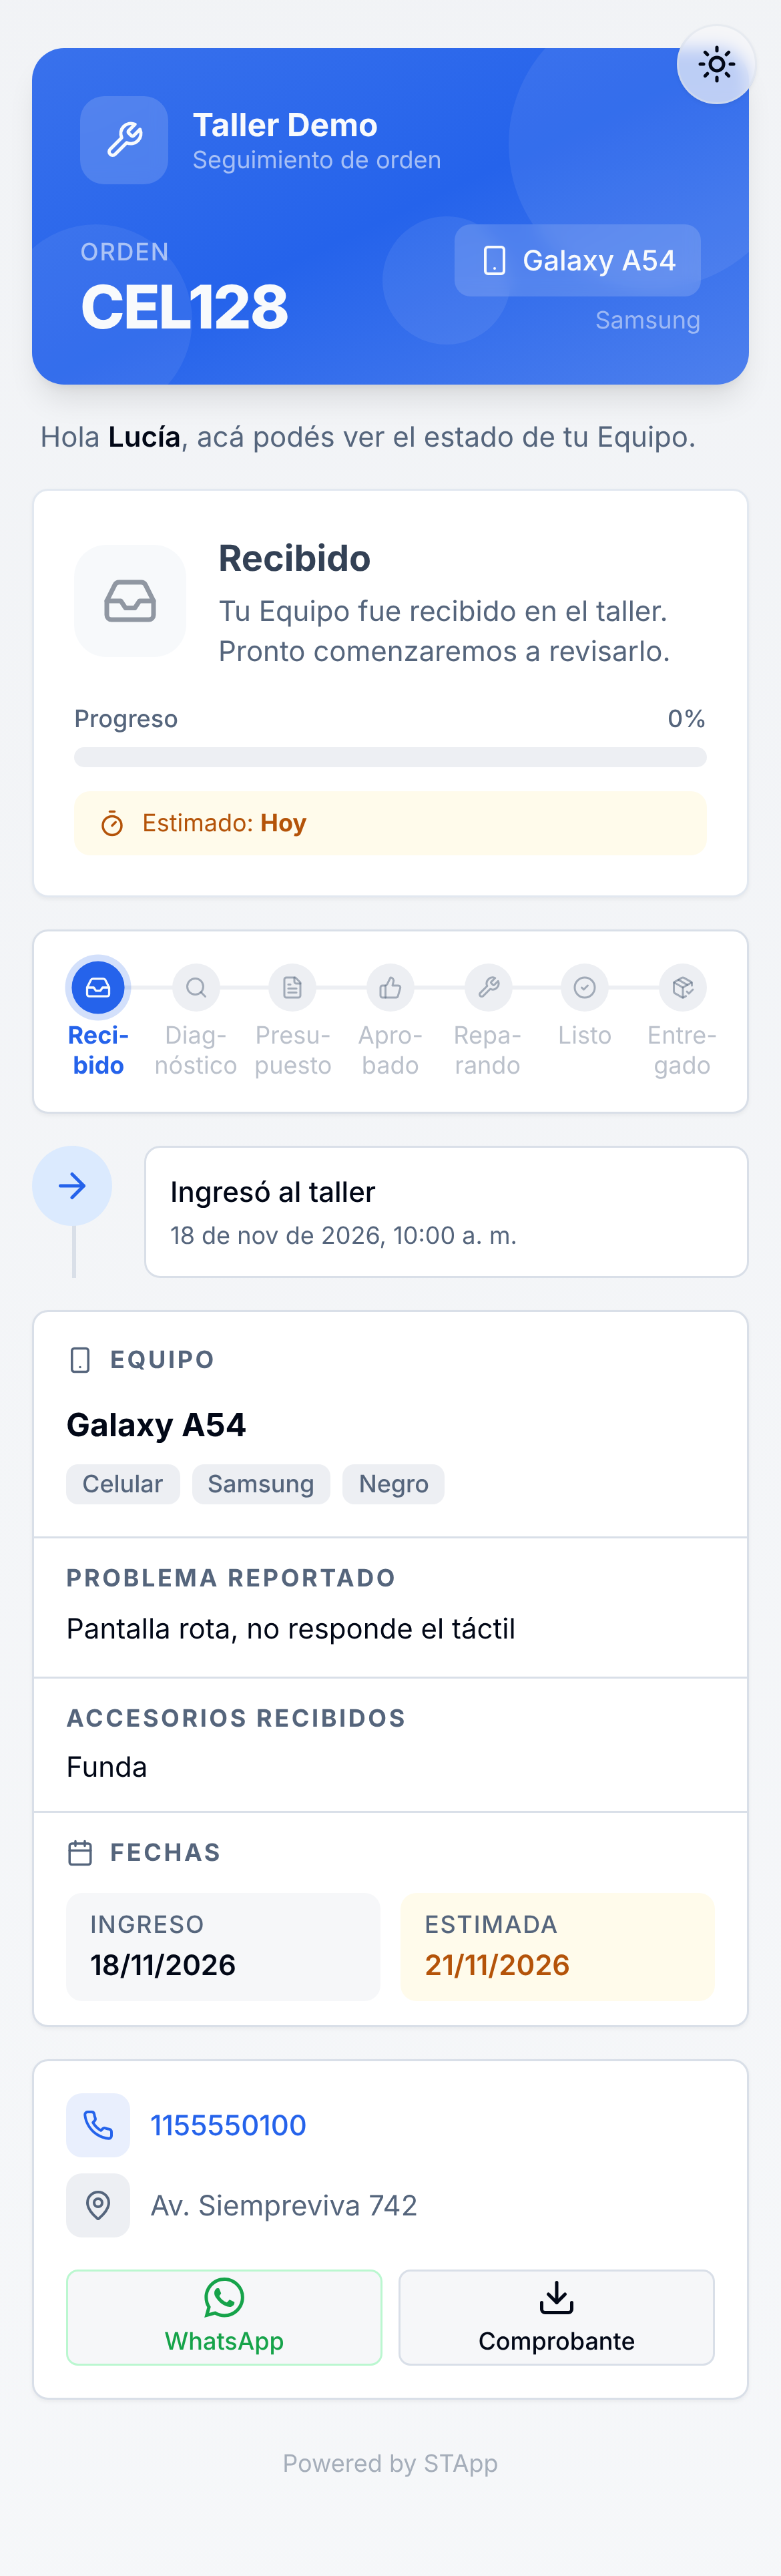 Taller Demo
Seguimiento de orden
ORDEN
CEL128
Galaxy A54
Samsung
Hola Lucía, acá podés ver el estado de tu Equipo.
Recibido
Tu Equipo fue recibido en el taller.
Pronto comenzaremos a revisarlo.
Progreso 0%
Estimado: Hoy
Reci-
bido
Diag-
nóstico
Presu-
puesto
Apro-
bado
Repa-
rando
Listo
Entre-
gado
Ingresó al taller
18 de nov de 2026, 10:00 a. m.
EQUIPO
Galaxy A54
Celular Samsung Negro
PROBLEMA REPORTADO
Pantalla rota, no responde el táctil
ACCESORIOS RECIBIDOS
Funda
FECHAS
INGRESO
18/11/2026
ESTIMADA
21/11/2026
1155550100
Av. Siempreviva 742
WhatsApp
Comprobante
Powered by STApp